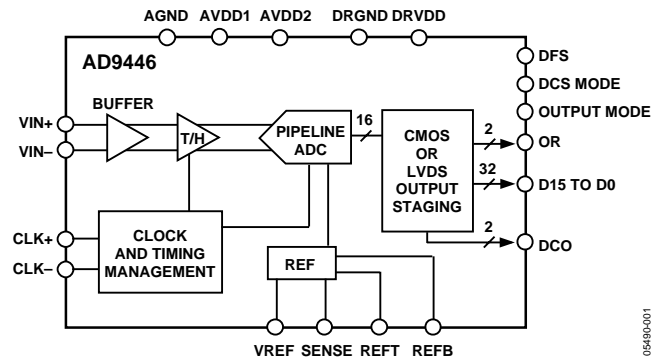 AGND AVDD1 AVDD2 DRGND DRVDD
AD9446
DFS
DCS MODE
OUTPUT MODE
BUFFER
VIN+
VIN–
T/H
PIPELINE
ADC
16
CMOS
OR
LVDS
OUTPUT
STAGING
2
OR
32
D15 TO D0
2
DCO
CLK+
CLK–
CLOCK
AND TIMING
MANAGEMENT
REF
VREF SENSE REFT REFB
05490-001